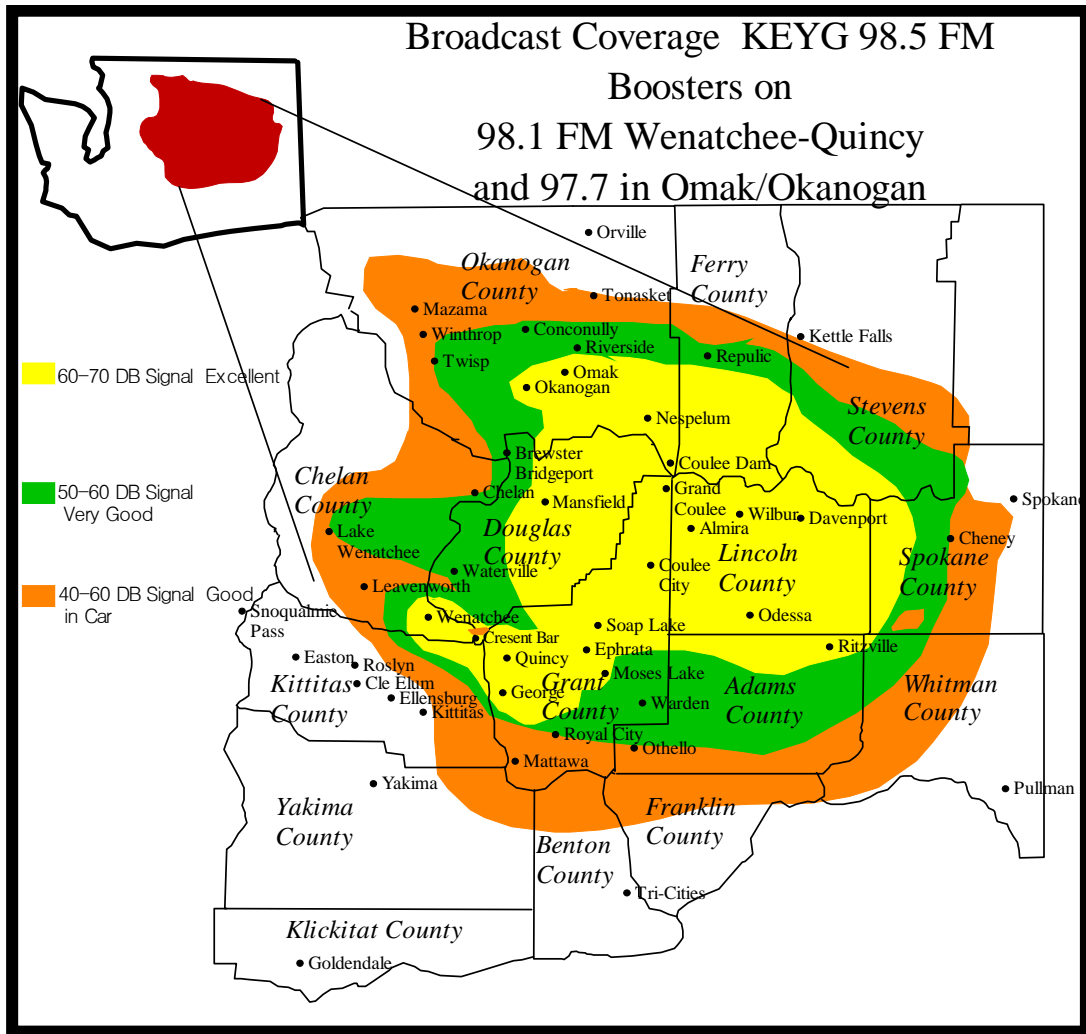 Broadcast Coverage KEYG 98.5 FM
Boosters on
98.1 FM Wenatchee-Quincy
and 97.7 in Omak/Okanogan
Orville
Okanogan
County
Ferry
County
Tonasket
Mazama
Winthrop
Conconully
Kettle Falls
Twisp
Riverside
Repulic
60-70 DB Signal Excellent
Omak
Okanogan
Stevens
County
Nespelum
Brewster
Bridgeport
Coulee Dam
Chelan
County
50-60 DB Signal
Very Good
Chelan
Mansfield
Grand
Coulee
Wilbur
Davenport
Spokane
Douglas
County
Almira
Lake
Wenatchee
Lincoln
County
Cheney
Spokane
County
Waterville
Coulee
City
40-60 DB Signal Good
in Car
Leavenworth
Snoqualmie
Pass
Wenatchee
Odessa
Soap Lake
Cresent Bar
Ephrata
Ritzville
Easton
Roslyn
Quincy
Moses Lake
Cle Elum
Kittitas
County
Ellensburg
Kittitas
George
Grant
County
Warden
Adams
County
Whitman
County
Royal City
Othello
Mattawa
Yakima
Pullman
Yakima
County
Franklin
County
Benton
County
Tri-Cities
Klickitat County
Goldendale